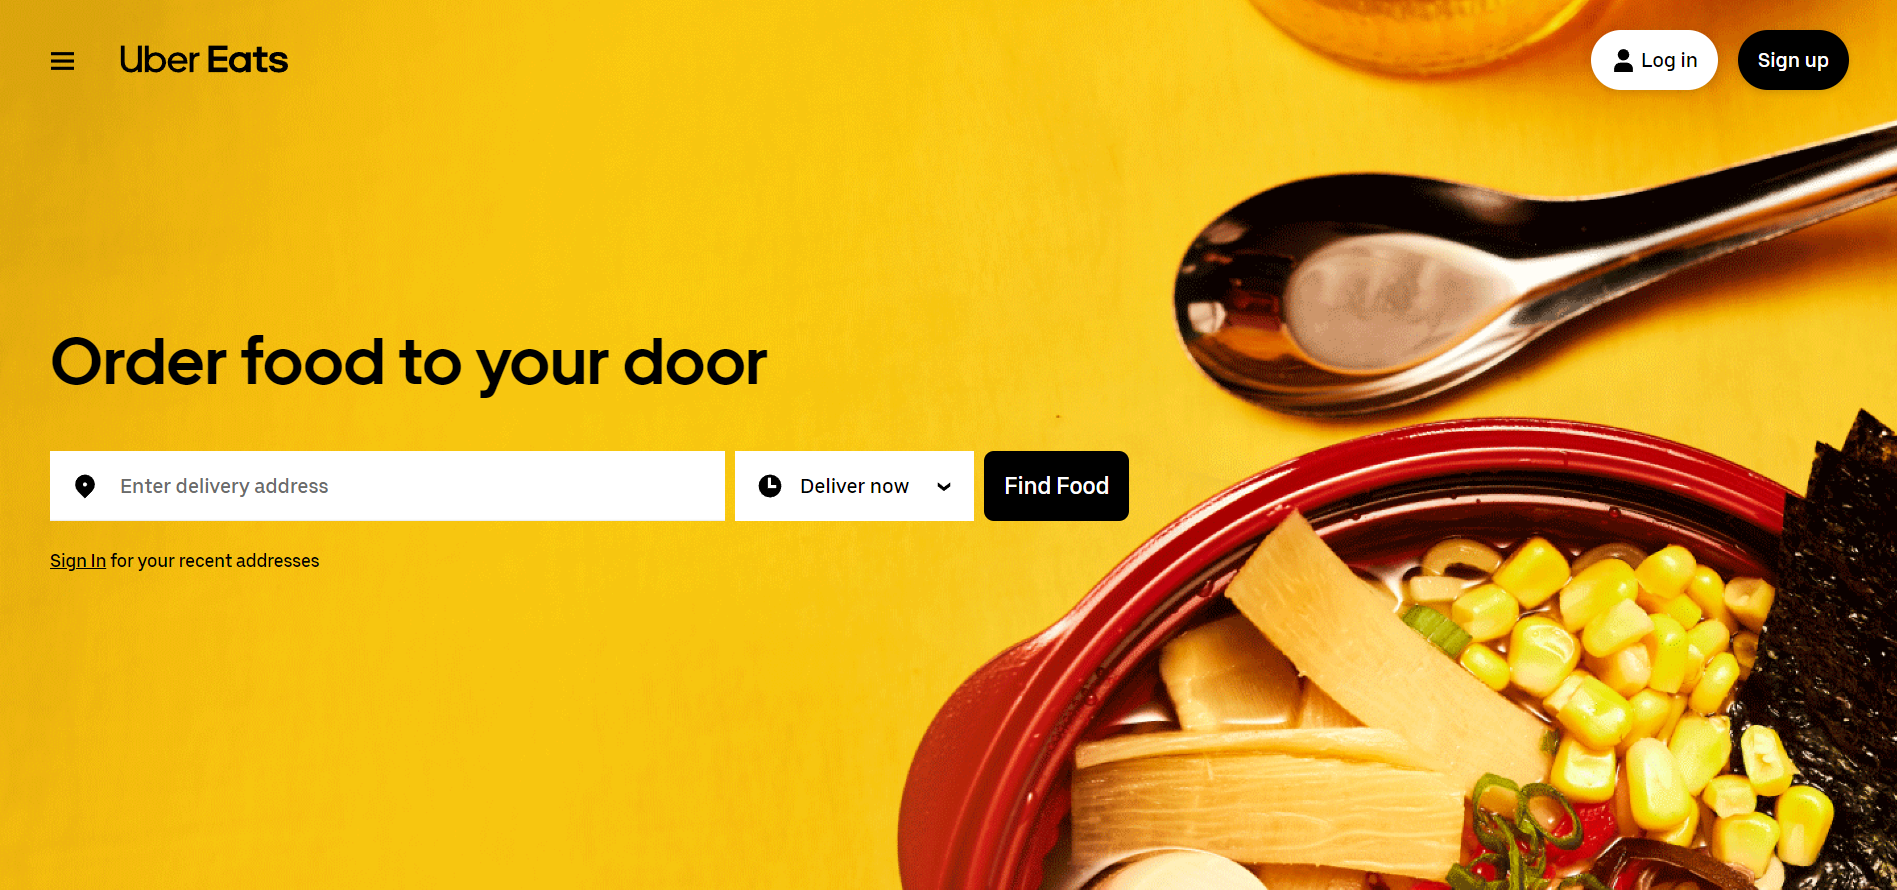 Uber Eats
Log in
Sign up
Order food to your door
Enter delivery address
Deliver now
Find Food
Sign In for your recent addresses